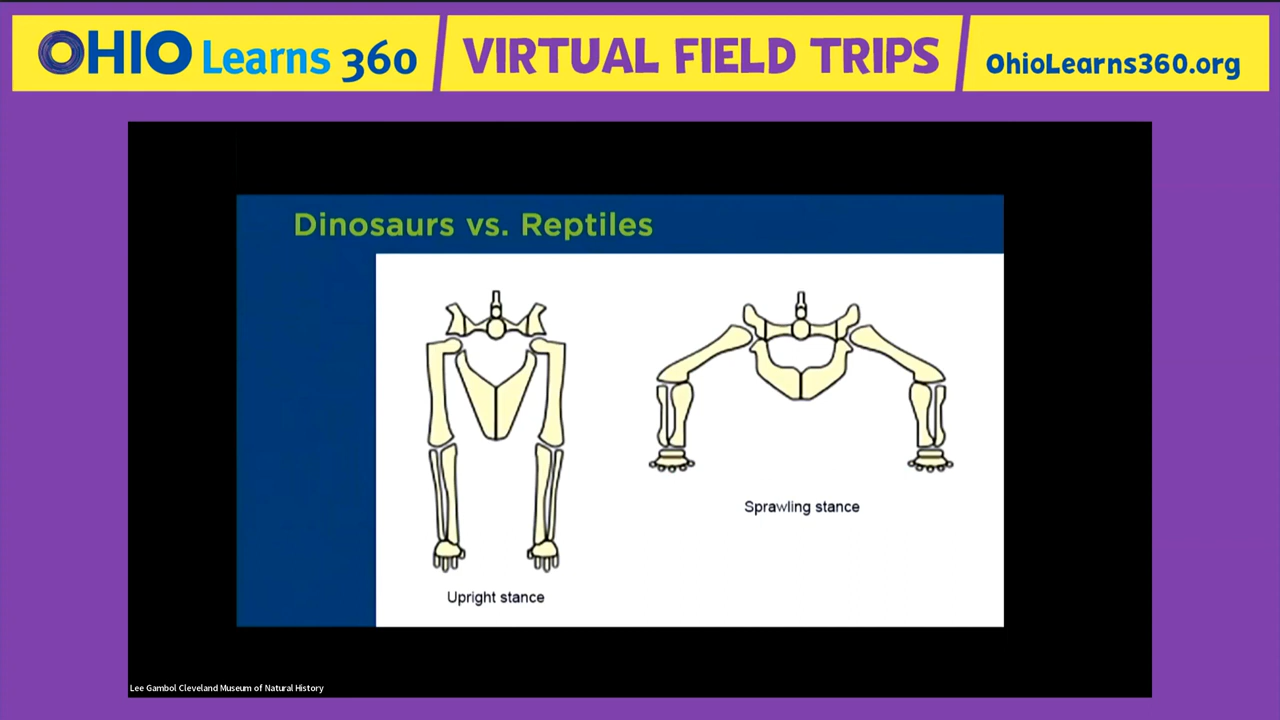 OHIO Learns 360
VIRTUAL FIELD TRIPS
OhioLearns360.org
Dinosaurs vs. Reptiles
Sprawling stance
Upright stance
Lee Gambol Cleveland Museum of Natural History